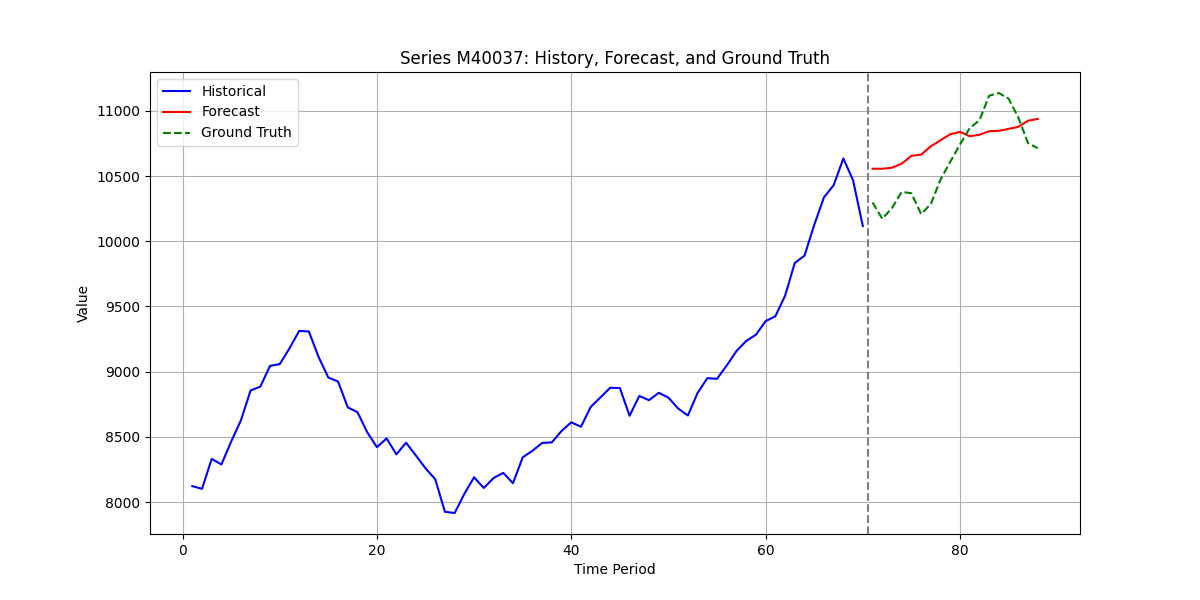 Series M40037: History, Forecast, and Ground Truth
Historical
Forecast
Ground Truth
11000
10500
10000
9500
9000
8500
8000
Value
0
20
40
60
80
Time Period